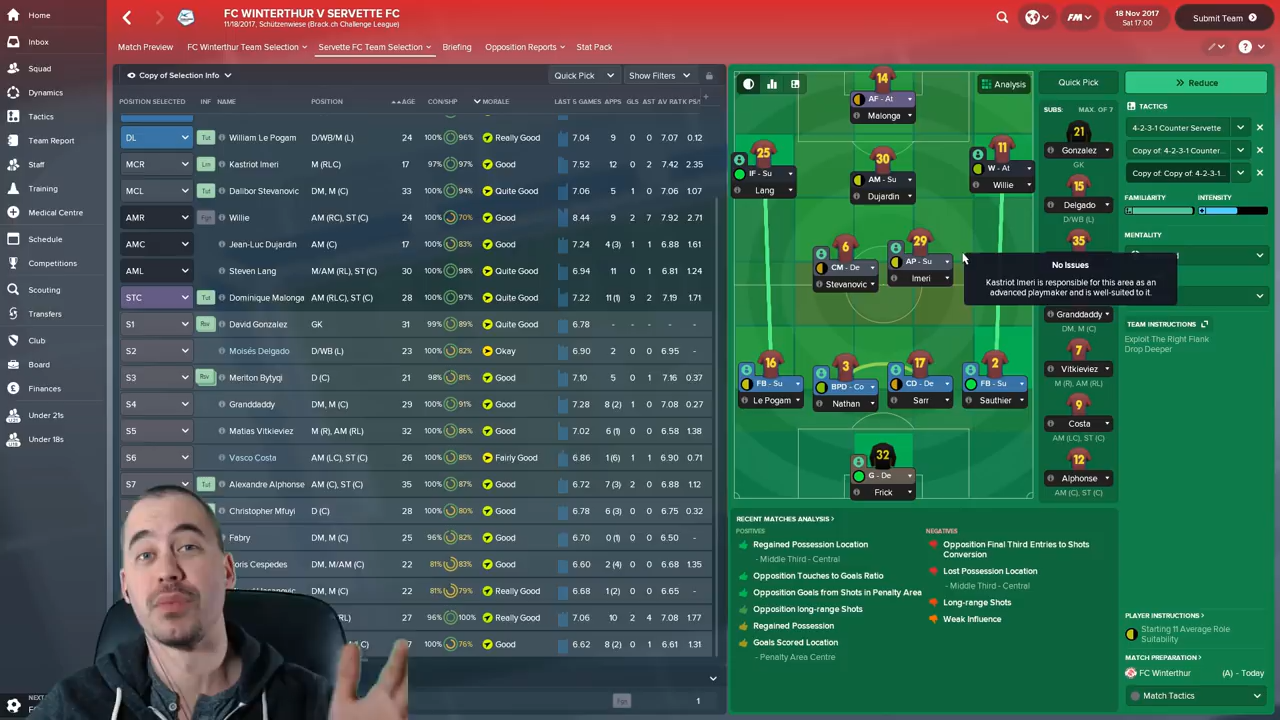 Home
Inbox
Squad
Dynamics
Tactics
Team Report
Staff
Training
Medical Centre
Schedule
Competitions
Scouting
Transfers
Club
Board
Finances
Under 21s
Under 18s
FC WINTERTHUR V SERVETTE FC
11/18/2017, Schützenwiese (Brack.ch Challenge League)
FM
18 Nov 2017
Sat 17:00
Submit Team
Match Preview
FC Winterthur Team Selection
Servette FC Team Selection
Briefing
Opposition Reports
Stat Pack
Copy of Selection Info
Quick Pick
Show Filters
POSITION SELECTED INF NAME POSITION AGE CON/SHP MORALE LAST 5 GAMES APPS GLS AST AV RAT
DL Tut William Le Pogam D/WB/M (L) 24 100% 96% Really Good 7.04 9 0 2 7.07 0.12
MCR Lin Kastriot Imeri M (RLC) 17 97% 97% Good 7.52 12 0 2 7.42 2.35
MCL Tut Dalibor Stevanovic DM, M (C) 33 100% 94% Good 7.06 5 1 0 7.06 1.07
AMR Fgn Willie AM (RC), ST (C) 24 100% 70% Good 8.44 9 2 7 7.92 2.71
AMC Jean-Luc Dujardin AM (C) 17 100% Good 7.24 4 (3) 1 0 6.88 1.61
AML Steven Lang M/AM (RL), ST (C) 30 100% 97% Good 6.94 11 0 0 6.81 1.24
STC Tut Dominique Malonga AM (RLC), ST (C) 28 100% 97% Quite Good 7.22 11 (1) 9 2 7.19 1.71
S1 Rsv David Gonzalez GK 31 99% 89% Quite Good 6.78 - - - - -
S2 Moisés Delgado D/WB (L) 23 100% Okay 6.90 2 0 0 6.95 -
S3 Rsv Meriton Bytyqi D (C) 21 98% 81% Good 7.10 5 0 1 7.16 0.37
S4 Granddaddy DM, M (C) 29 100% 91% Good 7.28 8 (2) 1 0 7.08 0.27
S5 Matias Vitkieviez M (R), AM (RL) 100% 86% Good 7.02 6 (1) 0 0 6.58 1.38
S6 Vasco Costa AM (LC), ST (C) 26 100% 85% Fairly Good 6.86 1 (6) 1 0 6.90 0.71
S7 Tut Alexandre Alphonse AM (C), ST (C) 35 100% 87% Good 6.72 7 (3) 2 1 6.88 1.12
Christopher Mfuyi D (C) 28 100% 80% Good 6.78 6 (3) 0 0 6.75 0.32
Fabry DM, M (C) 25 96% 82% Good 6.70 0 (1) 0 0 6.50 -
oris Cespedes DM, M/AM (C) 22 81% 83% Good 6.60 2 (4) 0 0 6.68 1.35
DM, M (C) 22 81% 79% Really Good 6.88 1 (2) 0 0 6.65 -
27 96% Good 7.06 10 2 4 7.08 1.77
Good 6.62 8 (2) 0 1 6.61 1.31
NEXT
Fgn
1
Analysis
14
AF - At
Malonga
25
IF - Su
Lang
30
AM - Su
Dujardin
11
W - At
Willie
6
CM - De
Stevanovic
29
AP - Su
Imeri
16
FB - Su
Le Pogam
3
BPD - Co
Nathan
17
CD - De
Sarr
2
FB - Su
Sauthier
32
G - De
Frick
No Issues
Kastriot Imeri is responsible for this area as an
advanced playmaker and is well-suited to it.
Quick Pick
SUBS: MAX. OF 7
21
Gonzalez
GK
15
Delgado
D/WB (L)
35
Granddaddy
DM, M (C)
7
Vitkieviez
M (R), AM (RL)
9
Costa
AM (LC), ST (C)
12
Alphonse
AM (C), ST (C)
Reduce
TACTICS
4-2-3-1 Counter Servette
Copy of: 4-2-3-1 Counter...
Copy of: Copy of: 4-2-3-1...
FAMILIARITY INTENSITY
MENTALITY
TEAM INSTRUCTIONS
Exploit The Right Flank
Drop Deeper
PLAYER INSTRUCTIONS >
Starting 11 Average Role
Suitability
MATCH PREPARATION >
FC Winterthur (A) - Today
Match Tactics
RECENT MATCHES ANALYSIS >
POSITIVES
Regained Possession Location
- Middle Third - Central
Opposition Touches to Goals Ratio
Opposition Goals from Shots in Penalty Area
Opposition long-range Shots
Regained Possession
Goals Scored Location
- Penalty Area Centre
NEGATIVES
Opposition Final Third Entries to Shots
Conversion
Lost Possession Location
- Middle Third - Central
Long-range Shots
Weak Influence